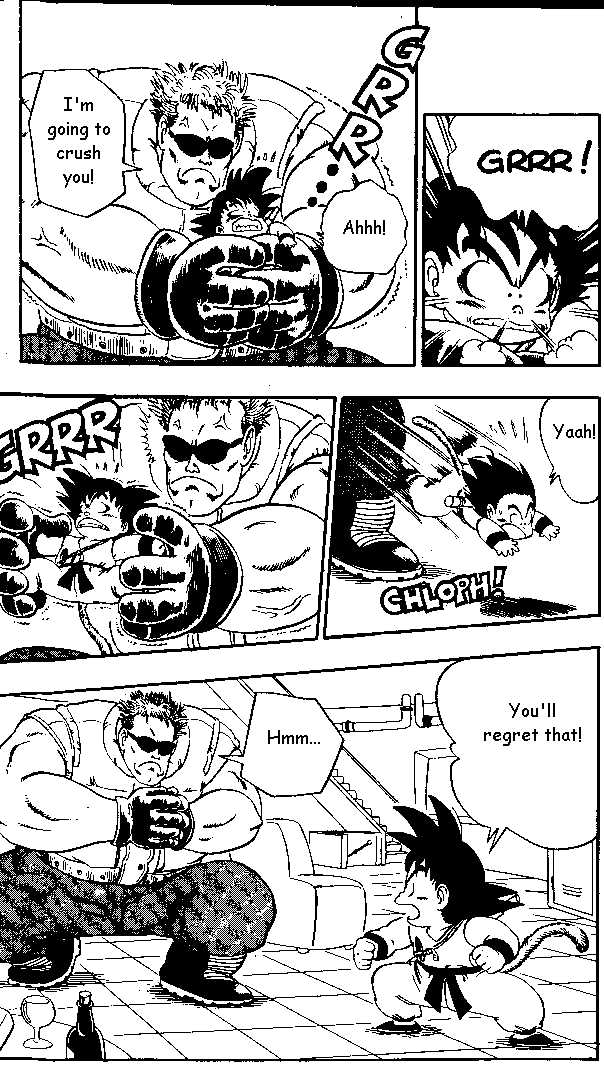 I'm
going to
crush
you!
GRRR...
Ahhh!
GRRR!
GRRR
Yaah!
CHLOPH!
Hmm...
You'll
regret that!